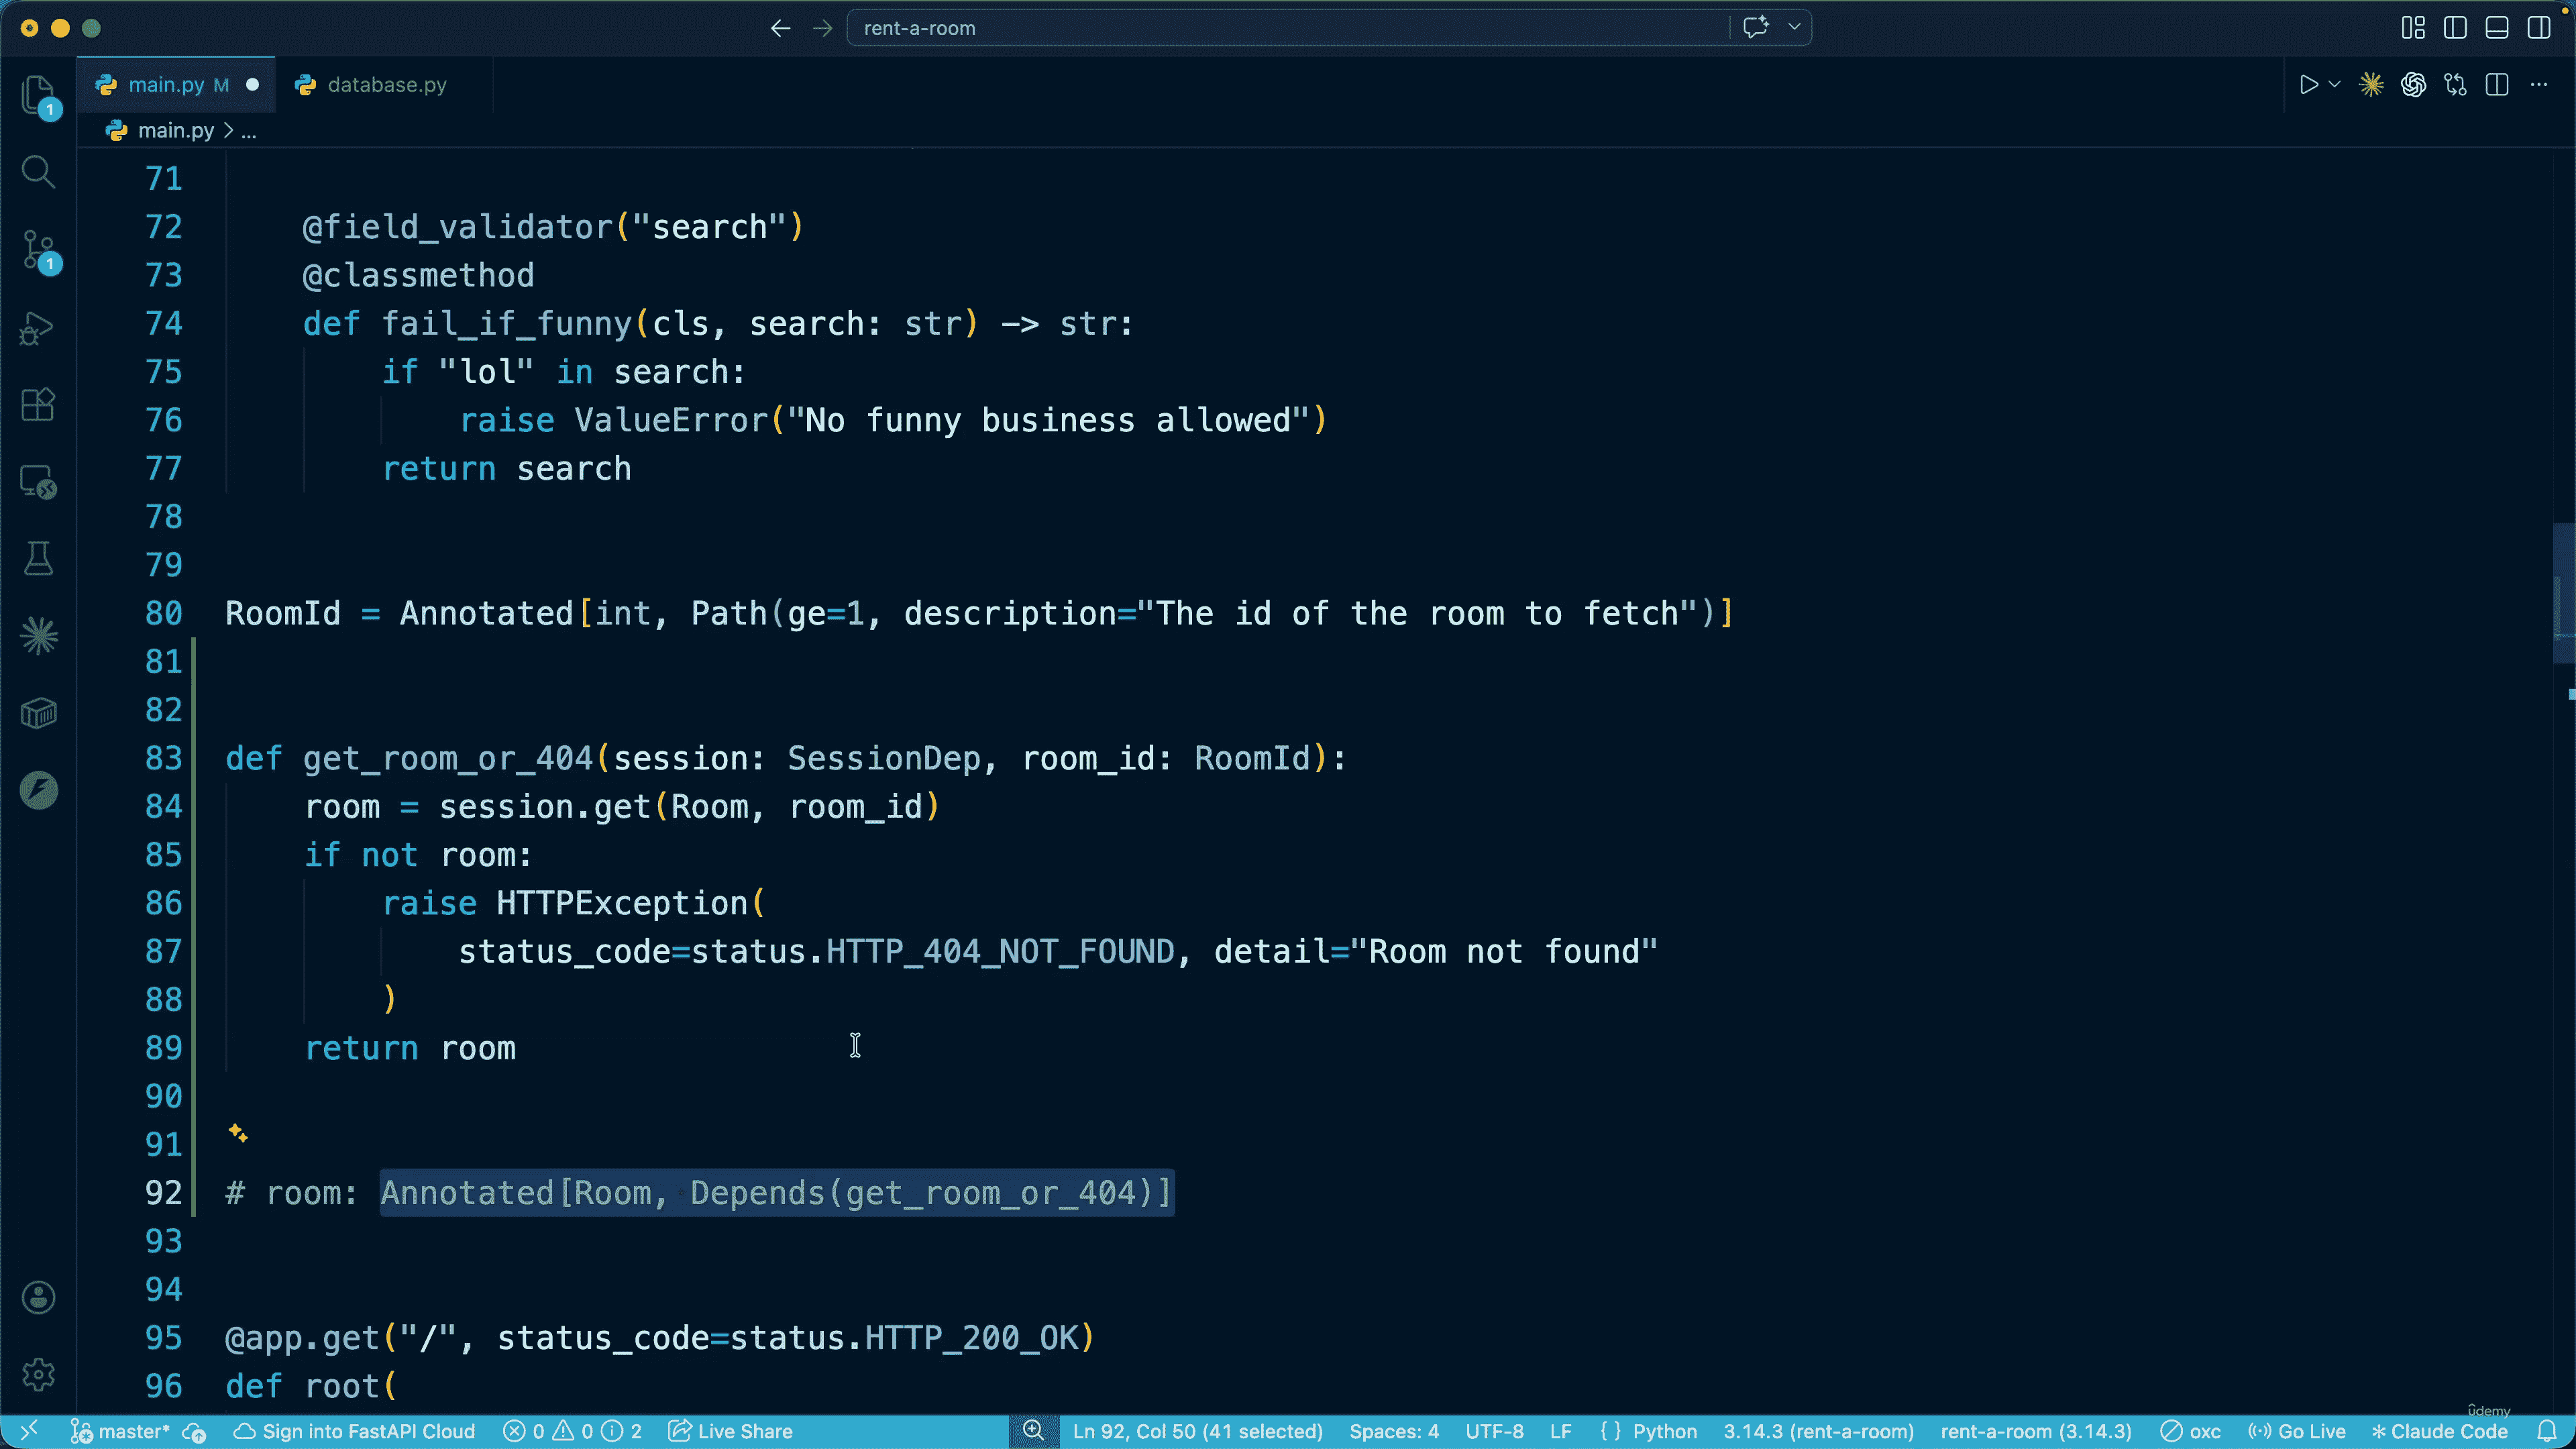 rent-a-room
main.py M
database.py
main.py > ...
71
72 @field_validator("search")
73 @classmethod
74 def fail_if_funny(cls, search: str) -> str:
75 if "lol" in search:
76 raise ValueError("No funny business allowed")
77 return search
78
79
80 RoomId = Annotated[int, Path(ge=1, description="The id of the room to fetch")]
81
82
83 def get_room_or_404(session: SessionDep, room_id: RoomId):
84 room = session.get(Room, room_id)
85 if not room:
86 raise HTTPException(
87 status_code=status.HTTP_404_NOT_FOUND, detail="Room not found"
88 )
89 return room
90
91
92 # room: Annotated[Room, Depends(get_room_or_404)]
93
94
95 @app.get("/", status_code=status.HTTP_200_OK)
96 def root(
1
1
ûdemy
master* Sign into FastAPI Cloud 0 0 2 Live Share Ln 92, Col 50 (41 selected) Spaces: 4 UTF-8 LF { } Python 3.14.3 (rent-a-room) rent-a-room (3.14.3) oxc Go Live Claude Code